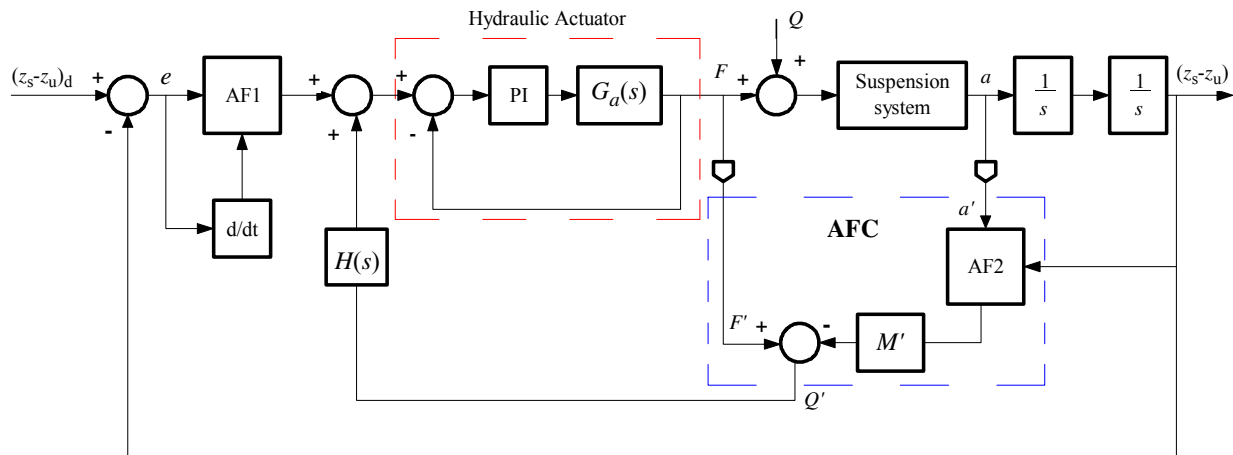 Hydraulic Actuator
Q
(zs-zu)d
+
-
e
AF1
d/dt
+
+
H(s)
+
-
PI
Ga(s)
F
+
+
Suspension
system
a
1
s
1
s
(zs-zu)
AFC
a'
AF2
F'
+
-
M'
Q'